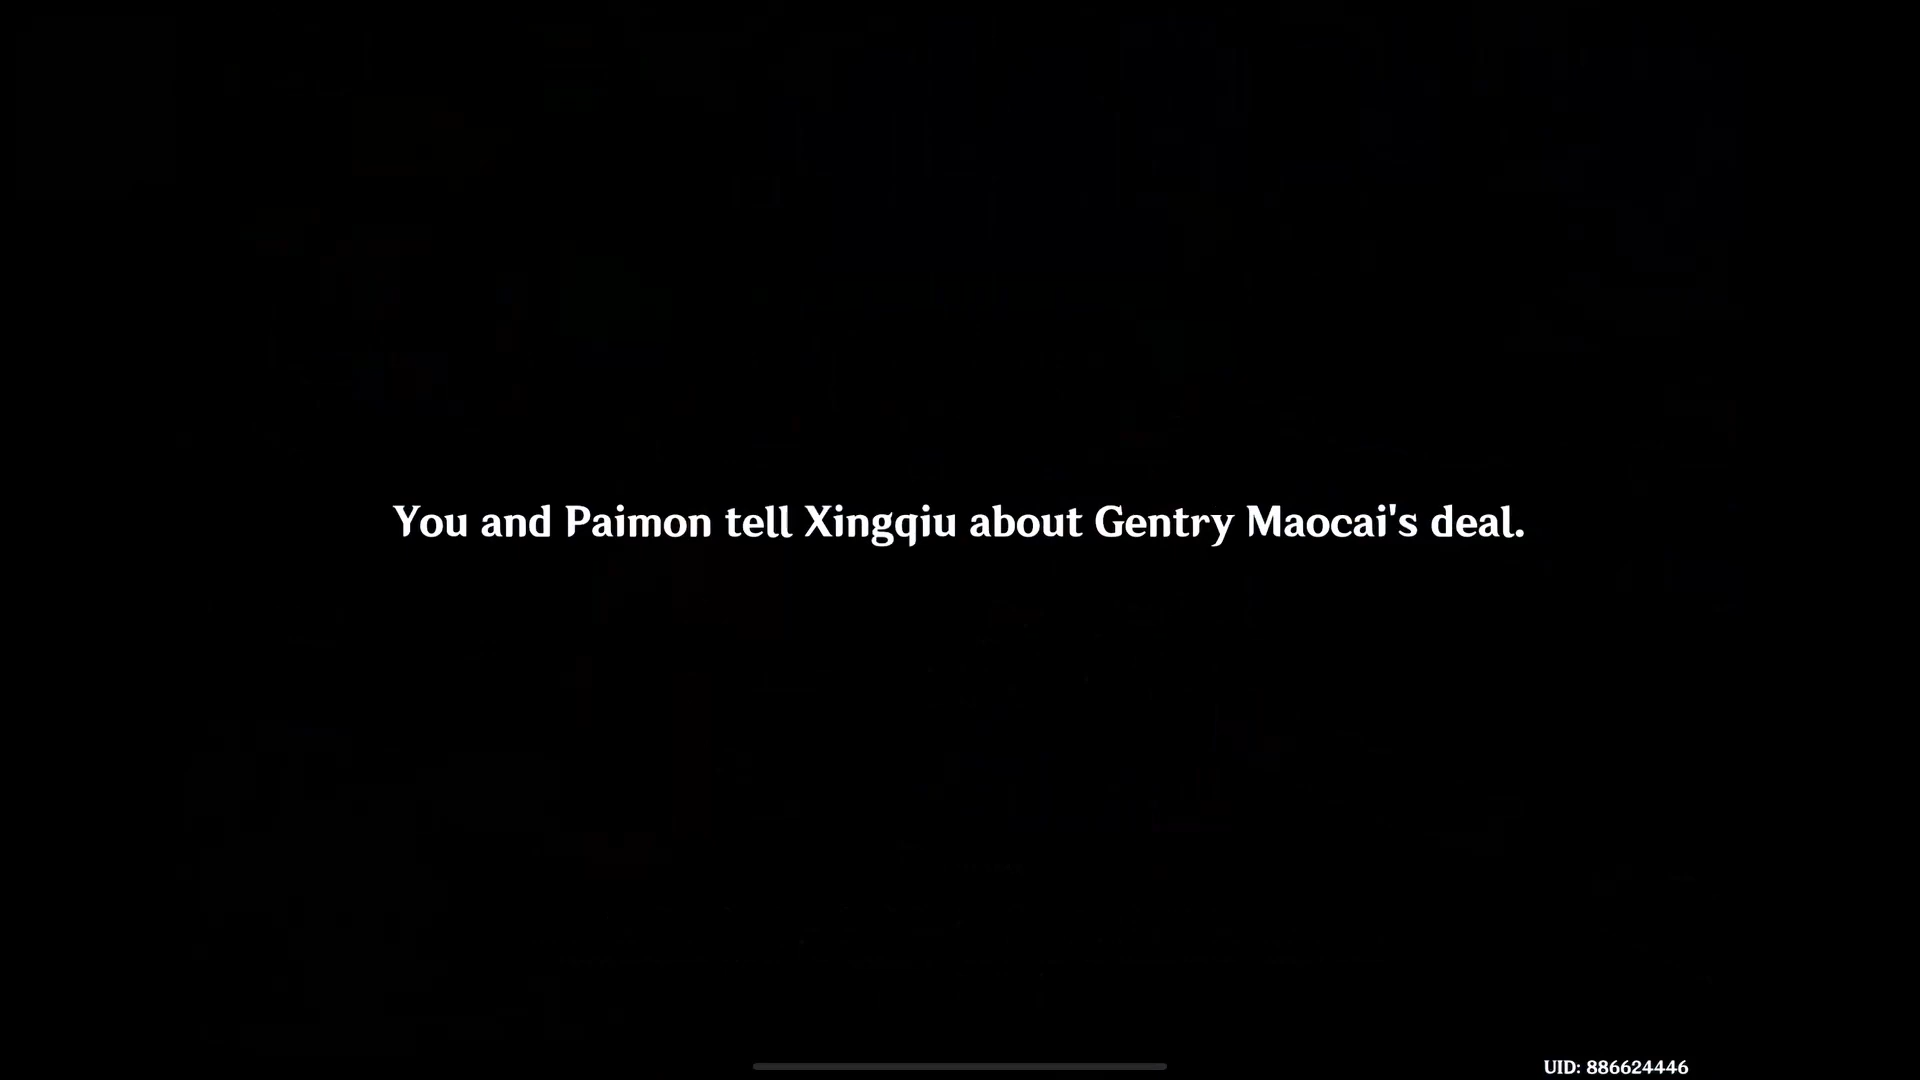 You and Paimon tell Xingqiu about Gentry Maocai's deal.
UID: 886624446